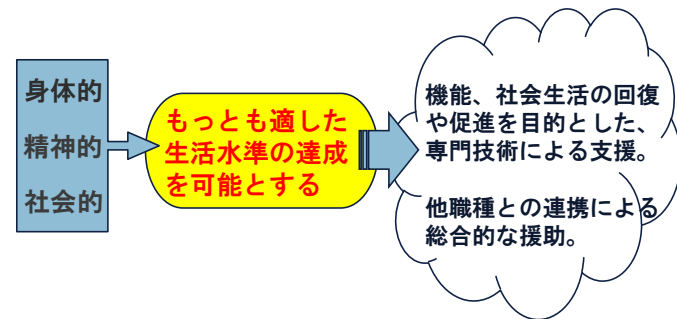 身体的
精神的
社会的
もっとも適した
生活水準の達成
を可能とする
機能、社会生活の回復
や促進を目的とした、
専門技術による支援。
他職種との連携による
総合的な援助。